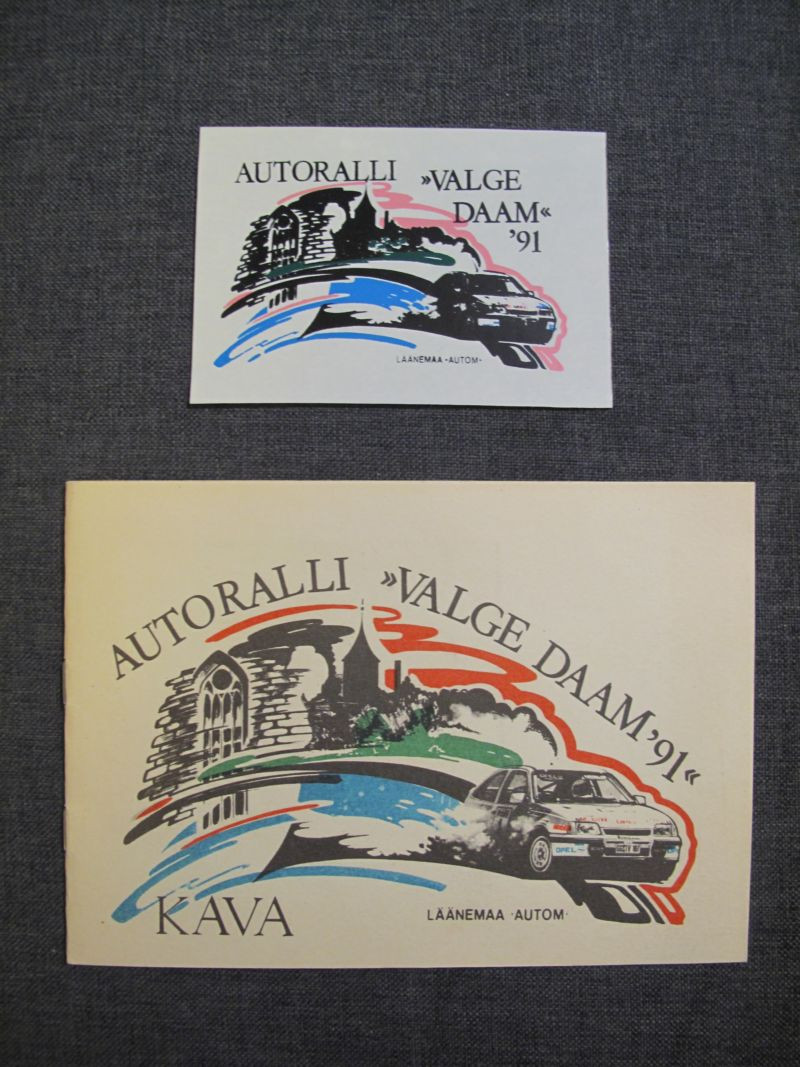 AUTORALLI »VALGE
DAAM«
'91
LÄÄNEMAA ·AUTOM·
AUTORALLI »VALGE DAAM '91«
OPEL
KAVA
LÄÄNEMAA ·AUTOM·